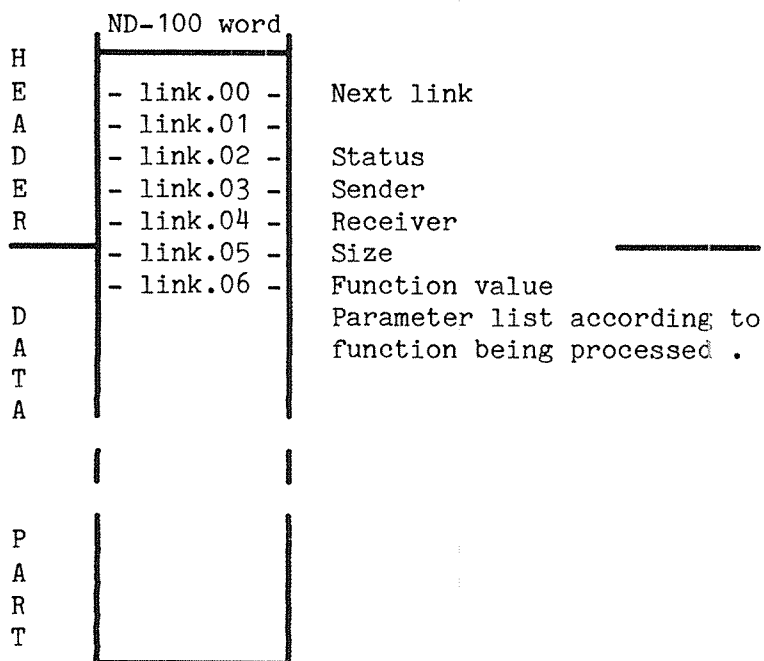 ND-100 word
H
E - link.00 - Next link
A - link.01 -
D - link.02 - Status
E - link.03 - Sender
R - link.04 - Receiver
- link.05 - Size
- link.06 - Function value
D Parameter list according to
A function being processed .
T
A
P
A
R
T